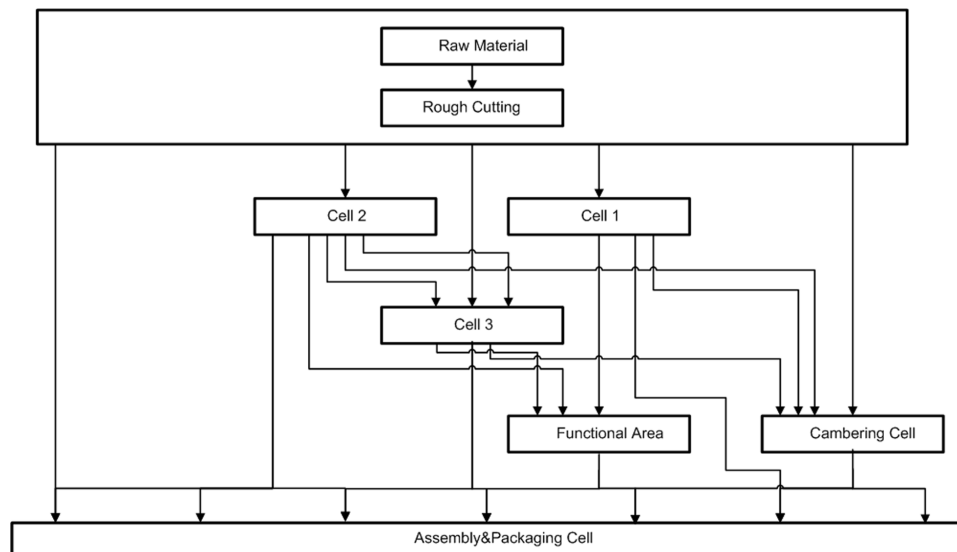 Raw Material
Rough Cutting
Cell 2
Cell 1
Cell 3
Functional Area
Cambering Cell
Assembly&Packaging Cell